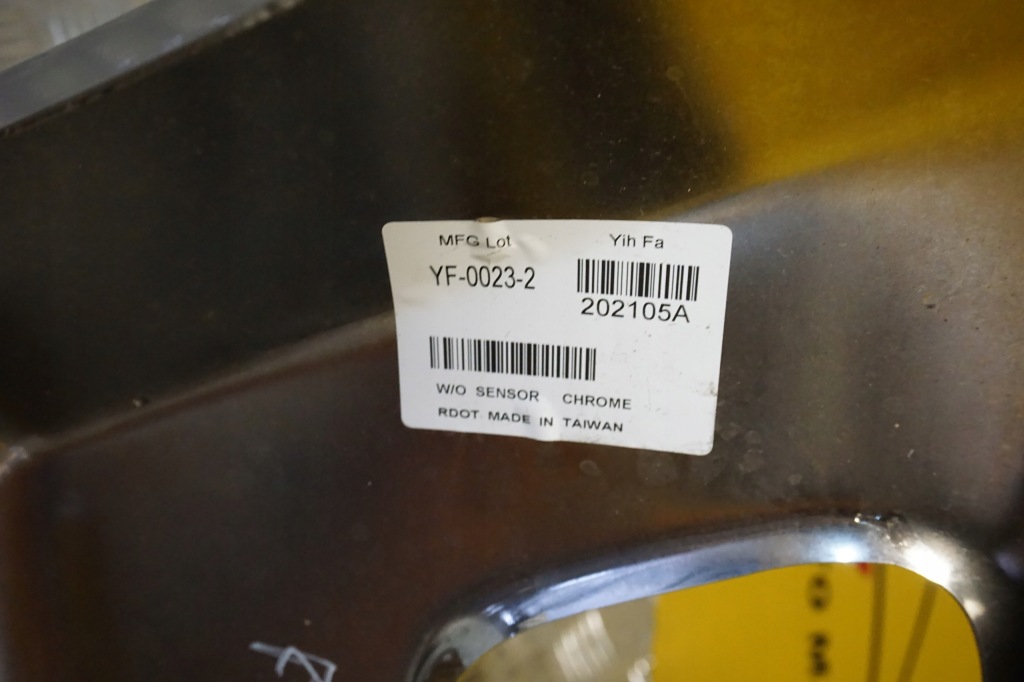 MFG Lot
Yih Fa
YF-0023-2
202105A
W/O SENSOR CHROME
RDOT MADE IN TAIWAN